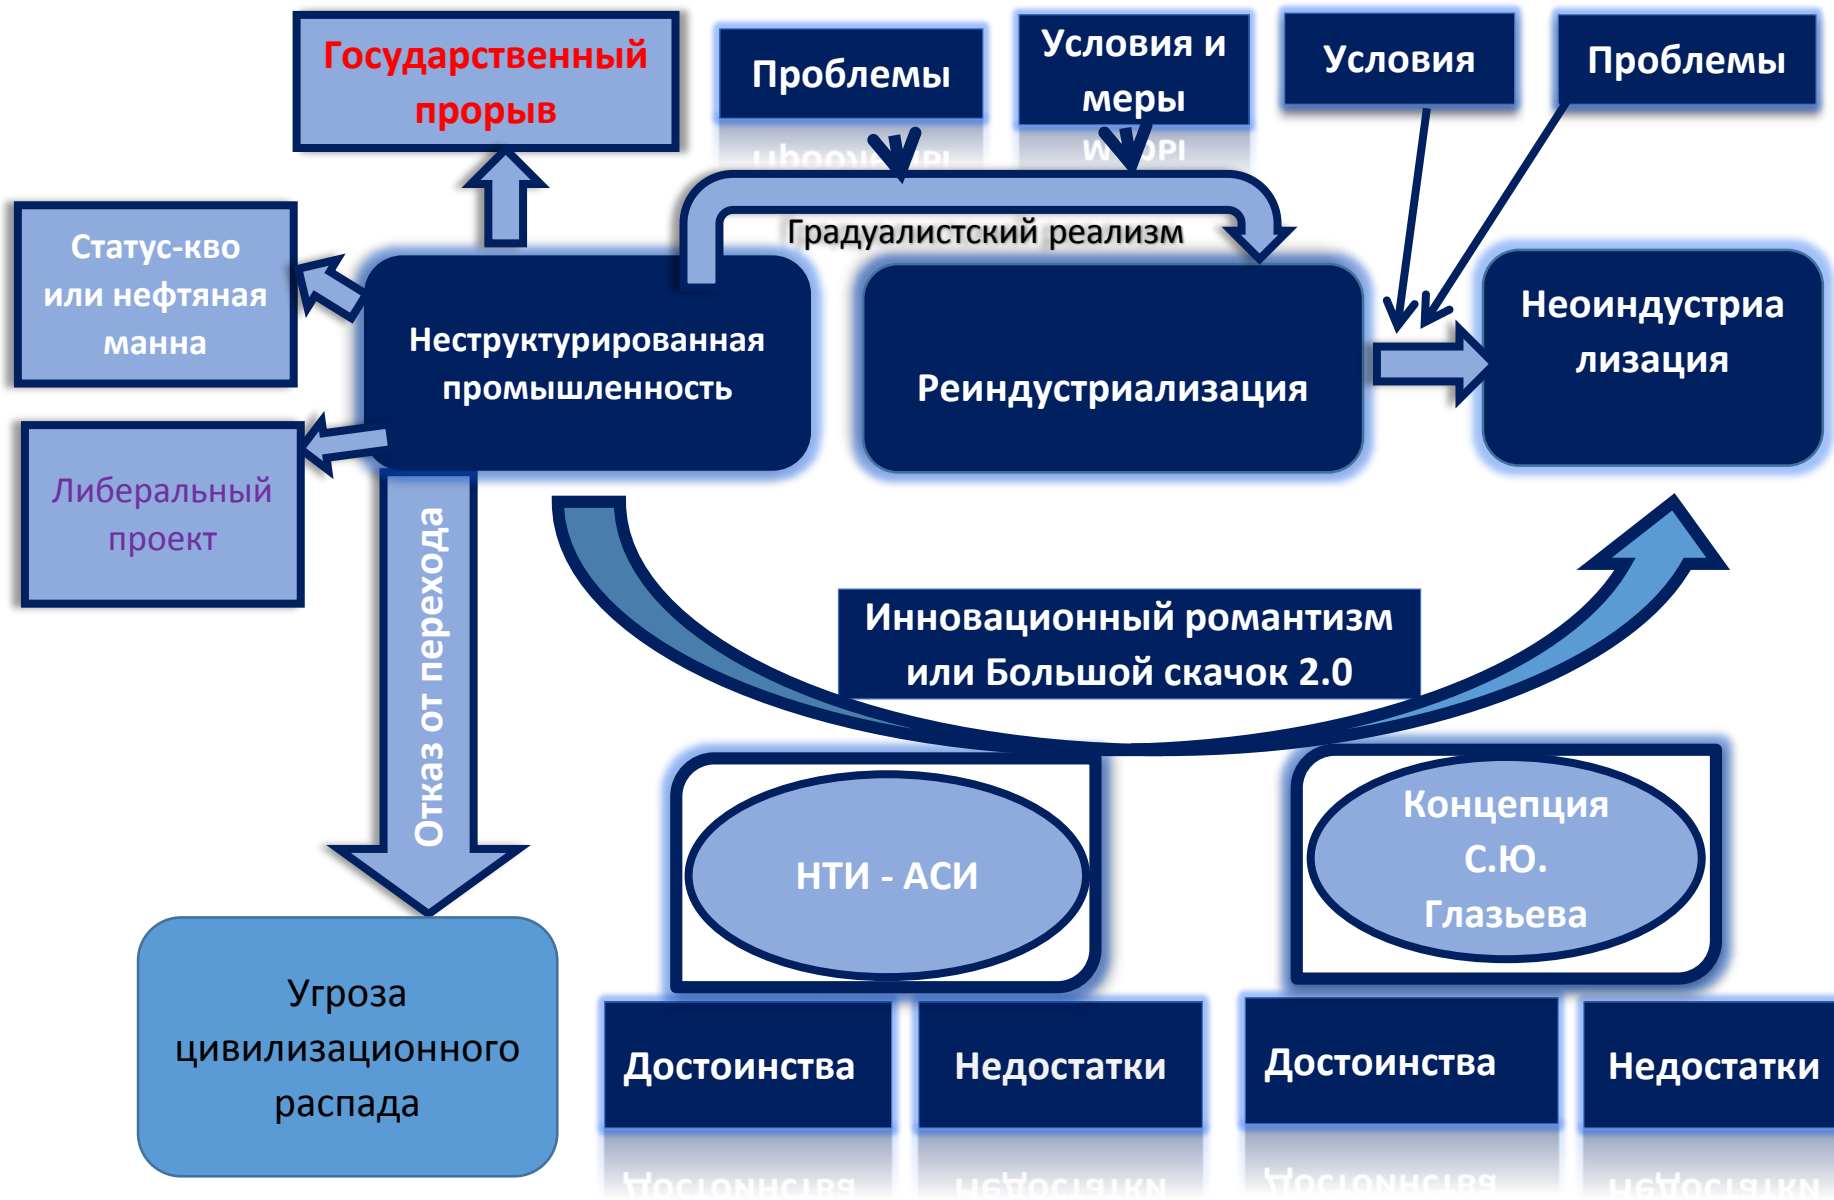 Государственный
прорыв
Проблемы
Условия и
меры
Условия
Проблемы
Градуалистский реализм
Статус-кво
или нефтяная
манна
Неструктурированная
промышленность
Реиндустриализация
Неоиндустриа
лизация
Либеральный
проект
Отказ от перехода
Инновационный романтизм
или Большой скачок 2.0
НТИ - АСИ
Концепция
С.Ю.
Глазьева
Угроза
цивилизационного
распада
Достоинства
Недостатки
Достоинства
Недостатки